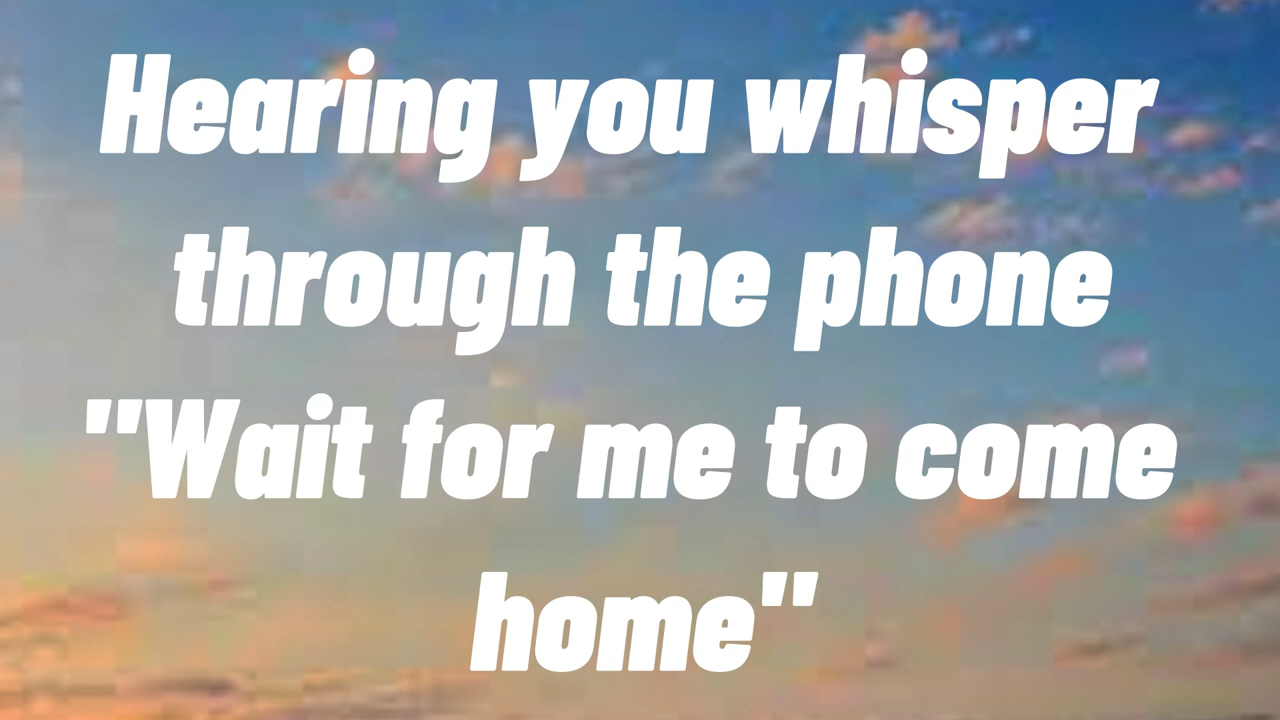 Hearing you whisper
through the phone
"Wait for me to come
home"